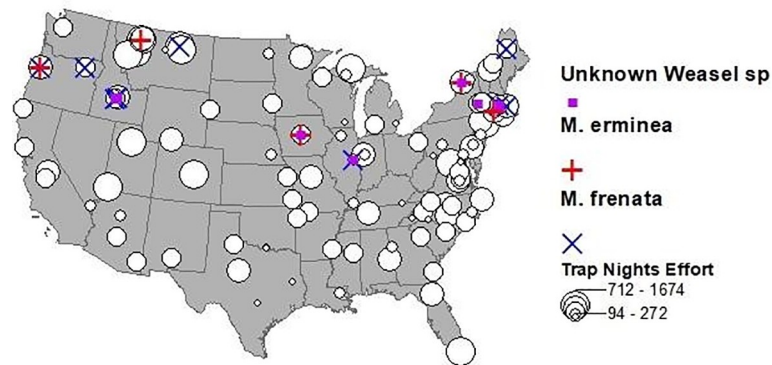 Unknown Weasel sp
M. erminea
M. frenata
Trap Nights Effort
712 - 1674
94 - 272